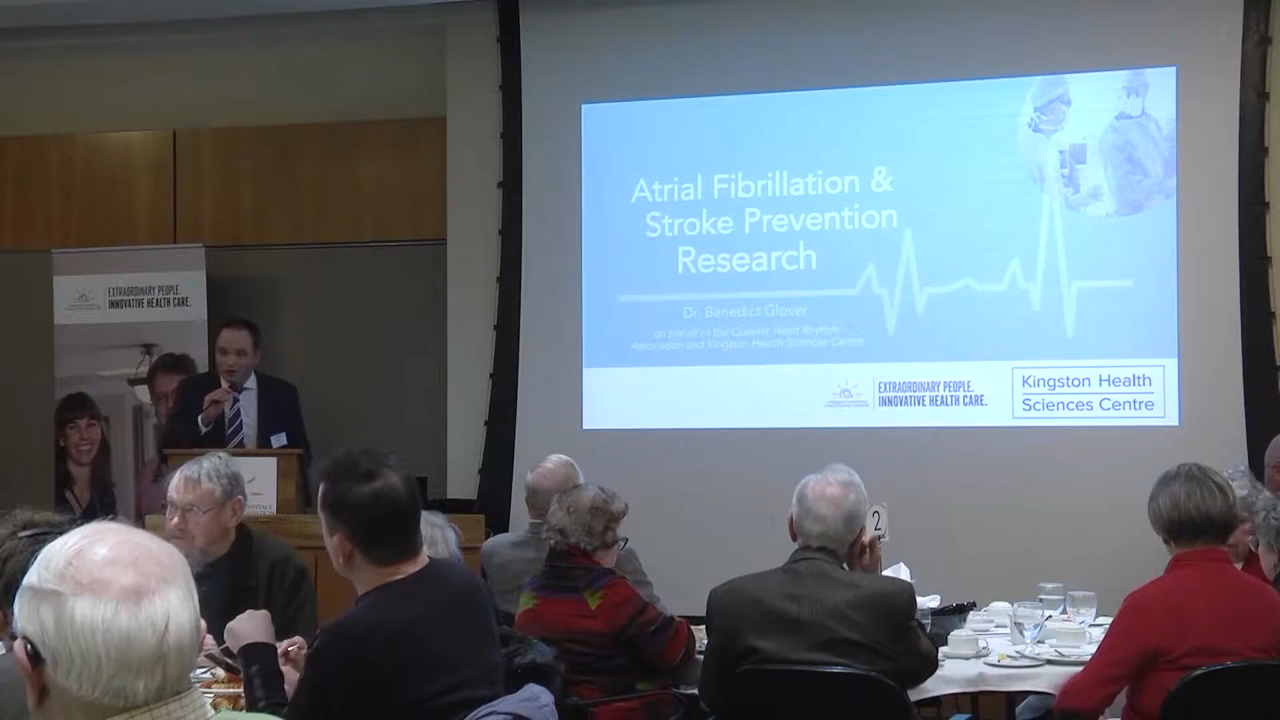 Atrial Fibrillation &
Stroke Prevention
Research
Dr. Benedict Glover
on behalf of the Queen's Heart Rhythm
Association and Kingston Health Sciences Centre
EXTRAORDINARY PEOPLE.
INNOVATIVE HEALTH CARE.
Kingston Health
Sciences Centre
EXTRAORDINARY PEOPLE.
INNOVATIVE HEALTH CARE.
2